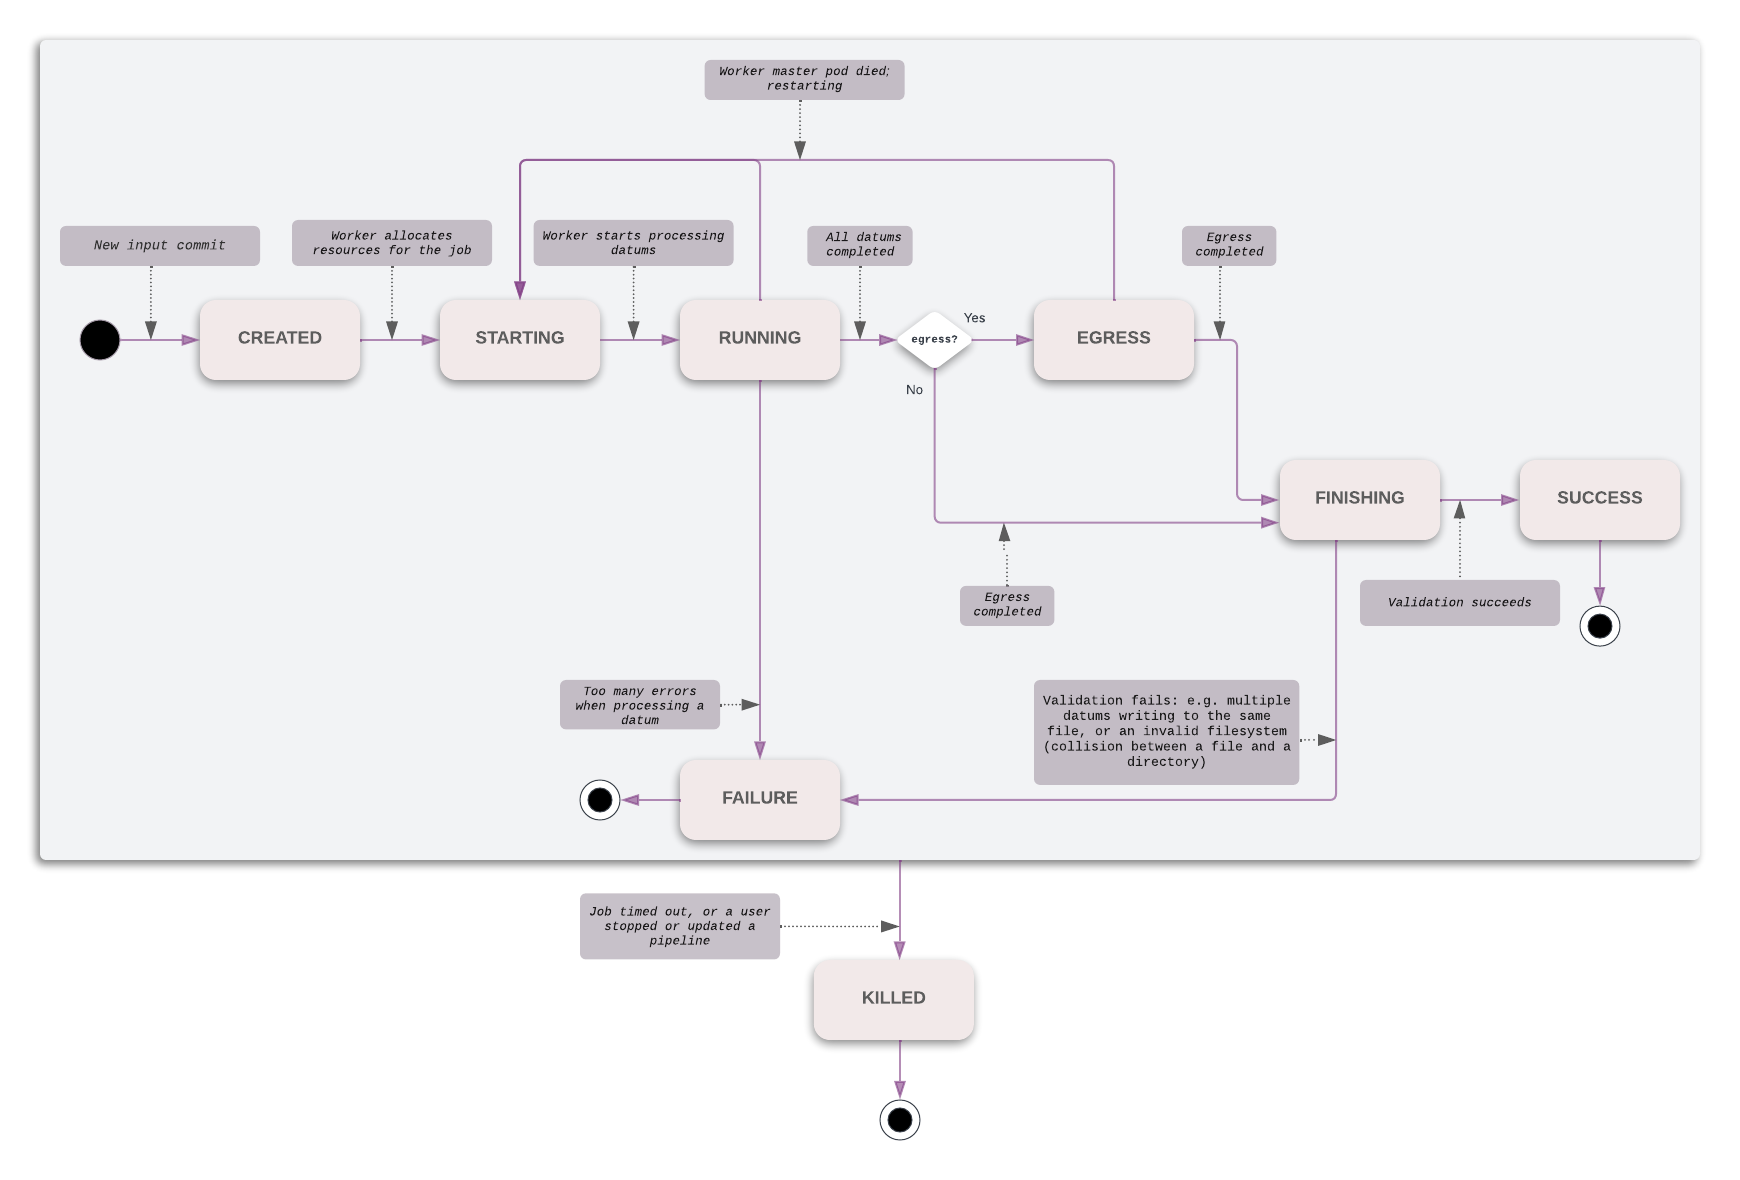 Worker master pod died;
restarting
New input commit
Worker allocates
resources for the job
Worker starts processing
datums
All datums
completed
Egress
completed
CREATED
STARTING
RUNNING
egress?
Yes
No
EGRESS
FINISHING
SUCCESS
Egress
completed
Validation succeeds
Too many errors
when processing a
datum
Validation fails: e.g. multiple
datums writing to the same
file, or an invalid filesystem
(collision between a file and a
directory)
FAILURE
Job timed out, or a user
stopped or updated a
pipeline
KILLED